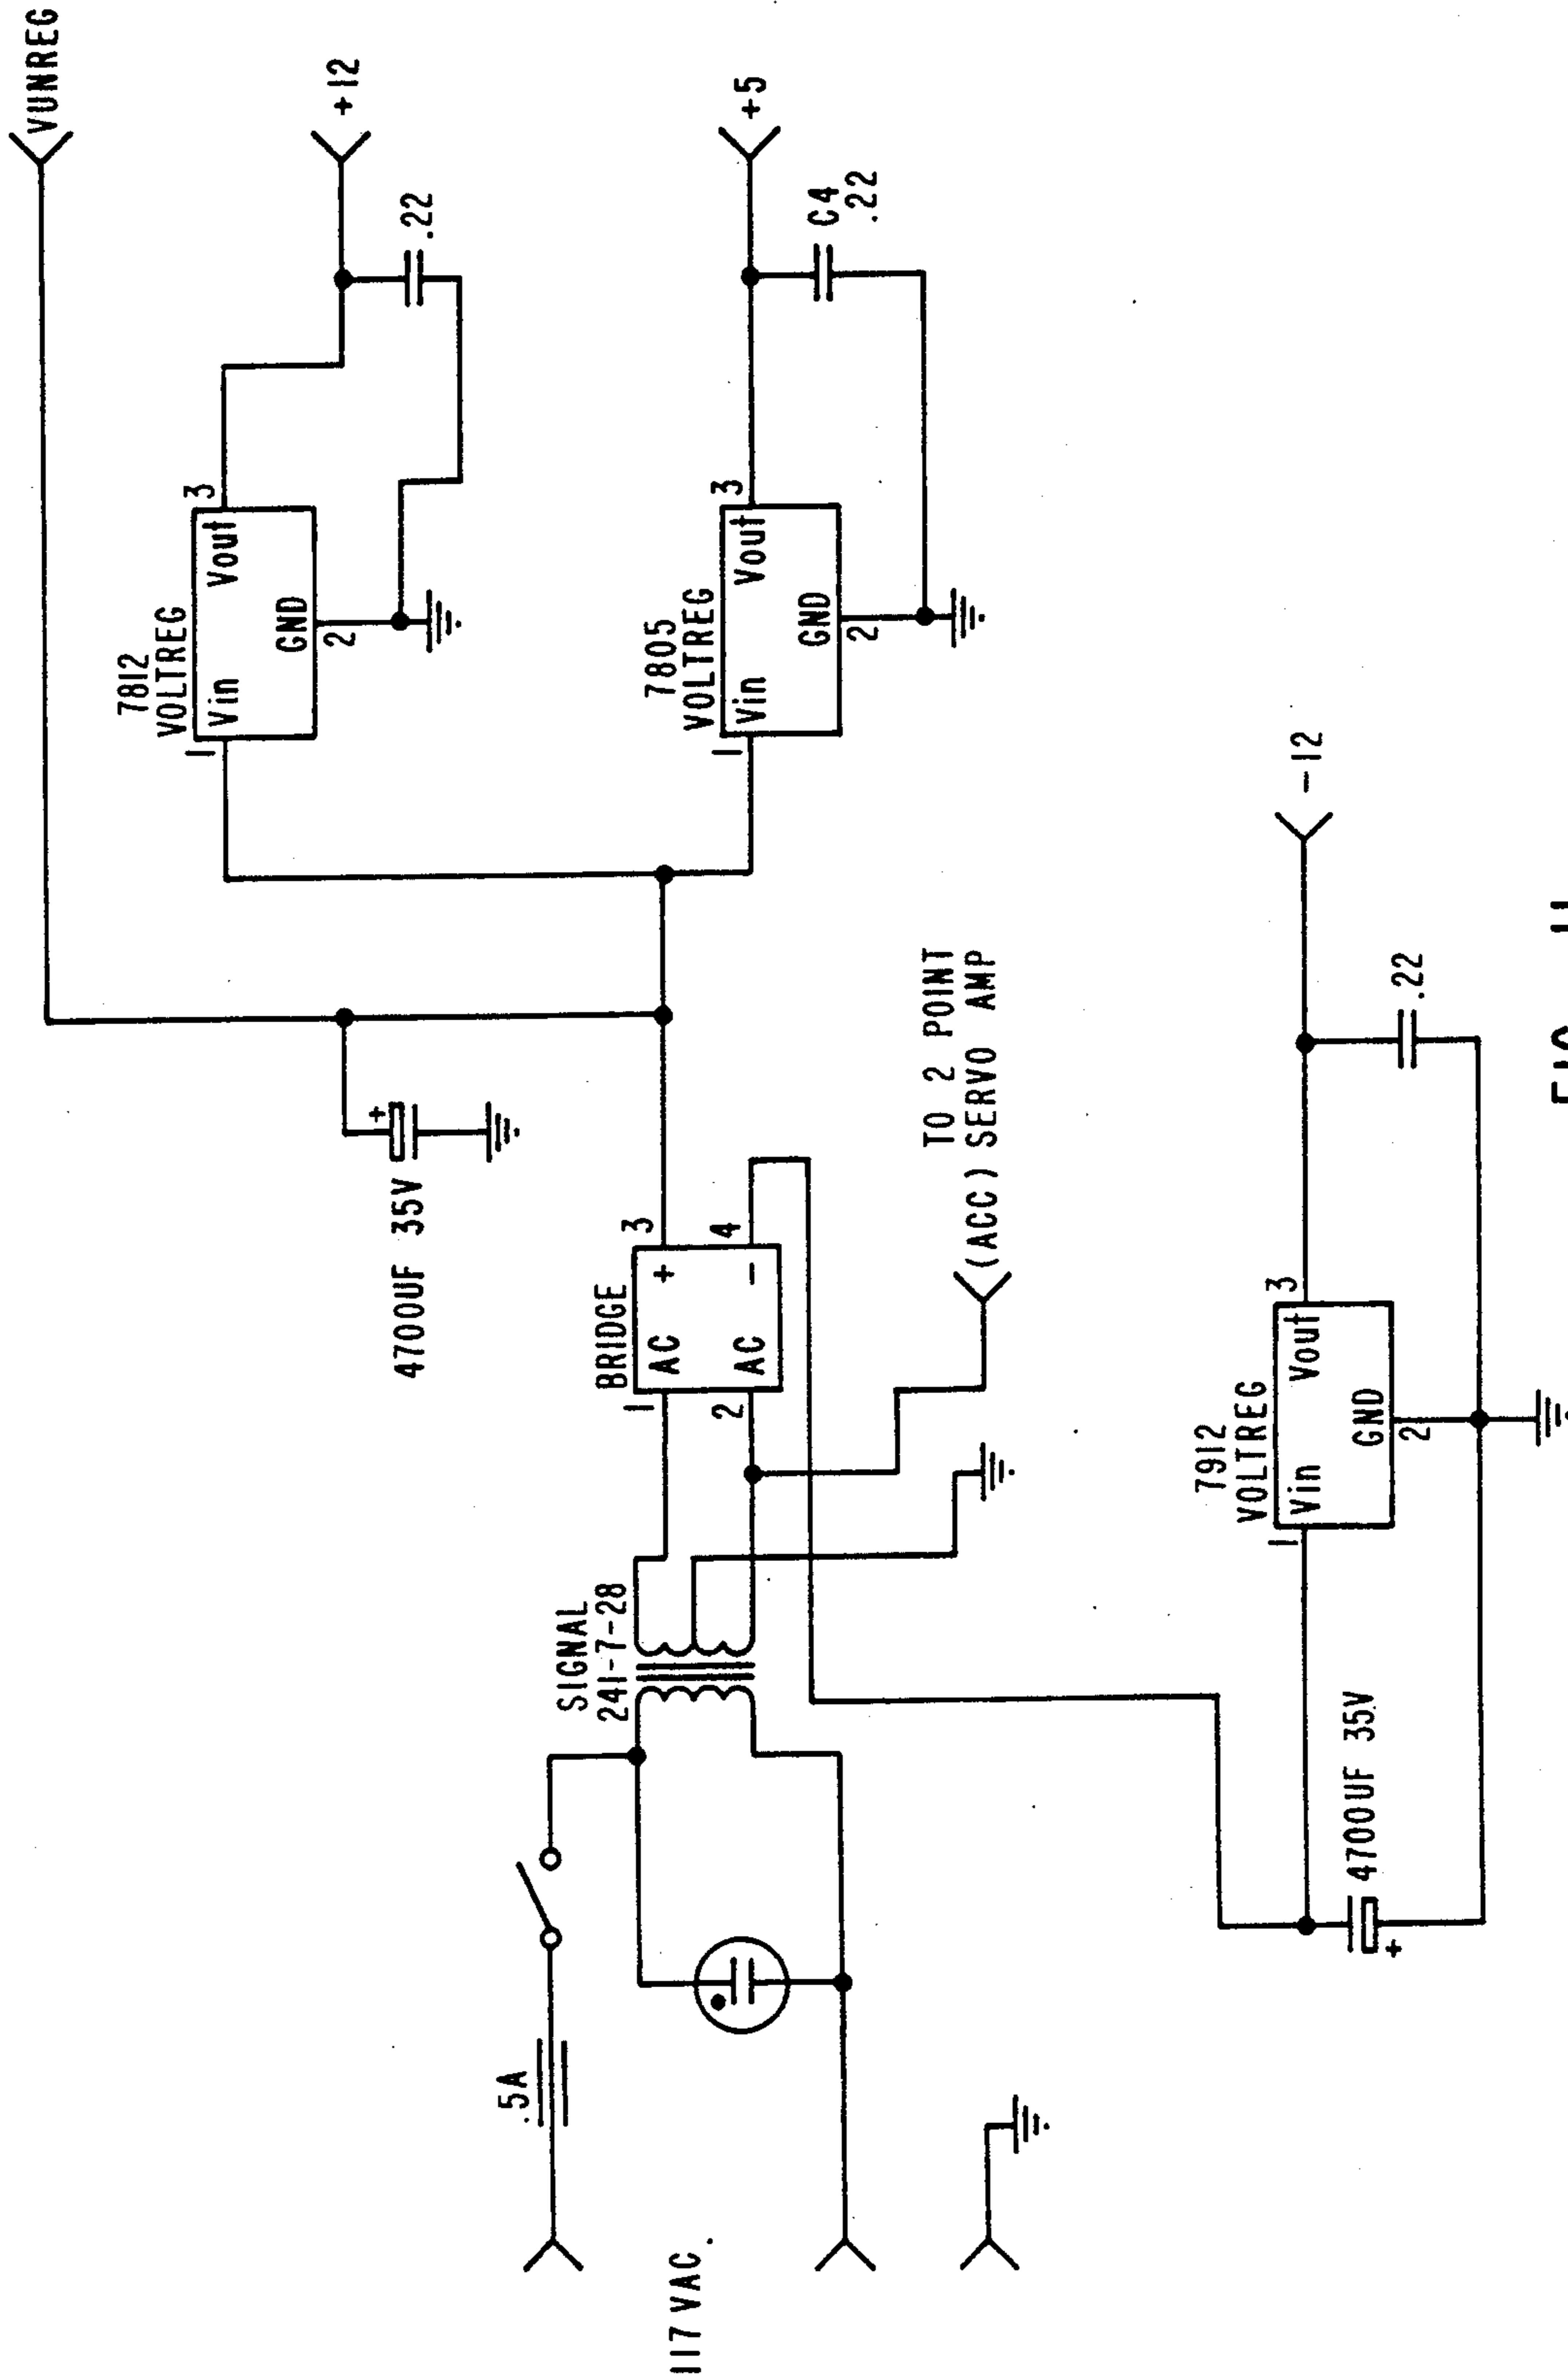 VUNREG
7812
VOLTREG
1
Vin
Vout
3
GND
2
+12
.22
4700UF 35V
+
7805
VOLTREG
1
Vin
Vout
3
GND
2
+5
C4
.22
.5A
117 VAC
SIGNAL
241-7-28
BRIDGE
1
AC
+
3
2
AC
-
4
TO 2 POINT
(ACC) SERVO AMP
7912
VOLTREG
1
Vin
Vout
3
GND
2
-12
.22
4700UF 35V
+